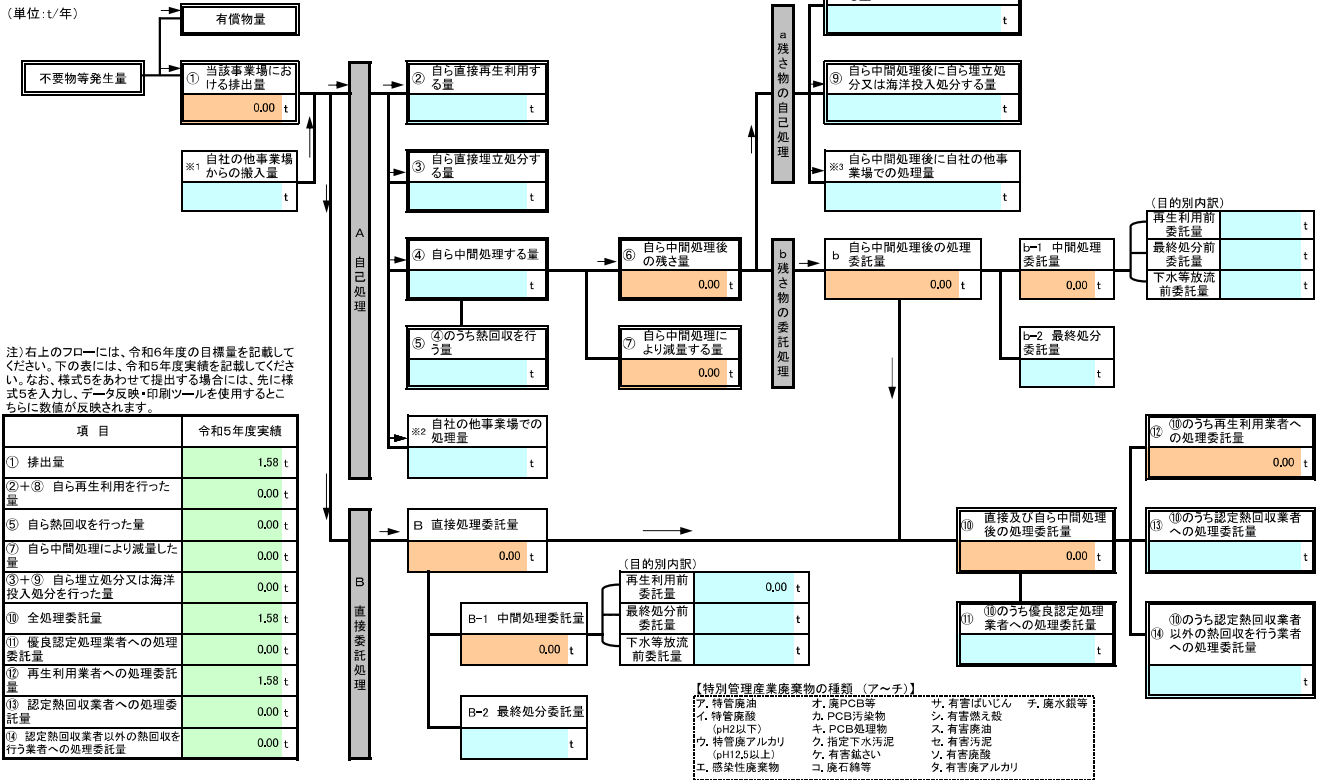 (単位:t/年)
有償物量
不要物等発生量
① 当該事業場にお
ける排出量
0.00 t
※1 自社の他事業場
からの搬入量
t
A 自己処理
② 自ら直接再生利用す
る量
t
③ 自ら直接埋立処分す
る量
t
④ 自ら中間処理する量
t
⑤ ④のうち熱回収を行
う量
t
※2 自社の他事業場での
処理量
t
⑥ 自ら中間処理後
の残さ量
0.00 t
⑦ 自ら中間処理に
より減量する量
0.00 t
a 残さ物の自己処理
t
⑨ 自ら中間処理後に自ら埋立処
分又は海洋投入処分する量
t
※3 自ら中間処理後に自社の他事
業場での処理量
t
b 残さ物の委託処理
b 自ら中間処理後の処理
委託量
0.00 t
b-1 中間処理
委託量
0.00 t
(目的別内訳)
再生利用前
委託量
t
最終処分前
委託量
t
下水等放流
前委託量
t
b-2 最終処分
委託量
t
注)右上のフローには、令和6年度の目標量を記載して
ください。下の表には、令和5年度実績を記載してくださ
い。なお、様式5をあわせて提出する場合には、先に様
式5を入力し、データ反映・印刷ツールを使用するとこ
ちらに数値が反映されます。
項 目 令和5年度実績
① 排出量 1.58 t
②+⑧ 自ら再生利用を行った
量 0.00 t
⑤ 自ら熱回収を行った量 0.00 t
⑦ 自ら中間処理により減量した
量 0.00 t
③+⑨ 自ら埋立処分又は海洋
投入処分を行った量 0.00 t
⑩ 全処理委託量 1.58 t
⑪ 優良認定処理業者への処理
委託量 0.00 t
⑫ 再生利用業者への処理委託
量 1.58 t
⑬ 認定熱回収業者への処理委
託量 0.00 t
⑭ 認定熱回収業者以外の熱回収を
行う業者への処理委託量 0.00 t
B 直接委託処理
B 直接処理委託量
0.00 t
B-1 中間処理委託量
0.00 t
(目的別内訳)
再生利用前
委託量
0.00 t
最終処分前
委託量
t
下水等放流
前委託量
t
B-2 最終処分委託量
t
⑩ 直接及び自ら中間処理
後の処理委託量
0.00 t
⑪ ⑩のうち優良認定処理
業者への処理委託量
t
⑫ ⑩のうち再生利用業者へ
の処理委託量
0.00 t
⑬ ⑩のうち認定熱回収業者
への処理委託量
t
⑭ ⑩のうち認定熱回収業者
以外の熱回収を行う業者
への処理委託量
t
【特別管理産業廃棄物の種類 (ア~チ)】
ア. 特管廃油 オ. 廃PCB等 サ. 有害ばいじん チ. 廃水銀等
イ. 特管廃酸 カ. PCB汚染物 シ. 有害燃え殻
(pH2以下) キ. PCB処理物 ス. 有害廃油
ウ. 特管廃アルカリ ク. 指定下水汚泥 セ. 有害汚泥
(pH12.5以上) ケ. 有害鉱さい ソ. 有害廃酸
エ. 感染性廃棄物 コ. 廃石綿等 タ. 有害廃アルカリ